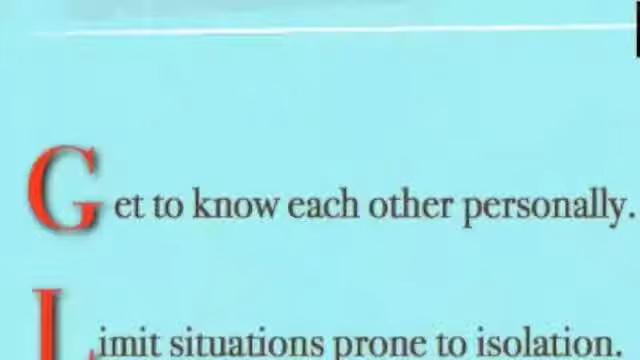 Get to know each other personally.
Limit situations prone to isolation.